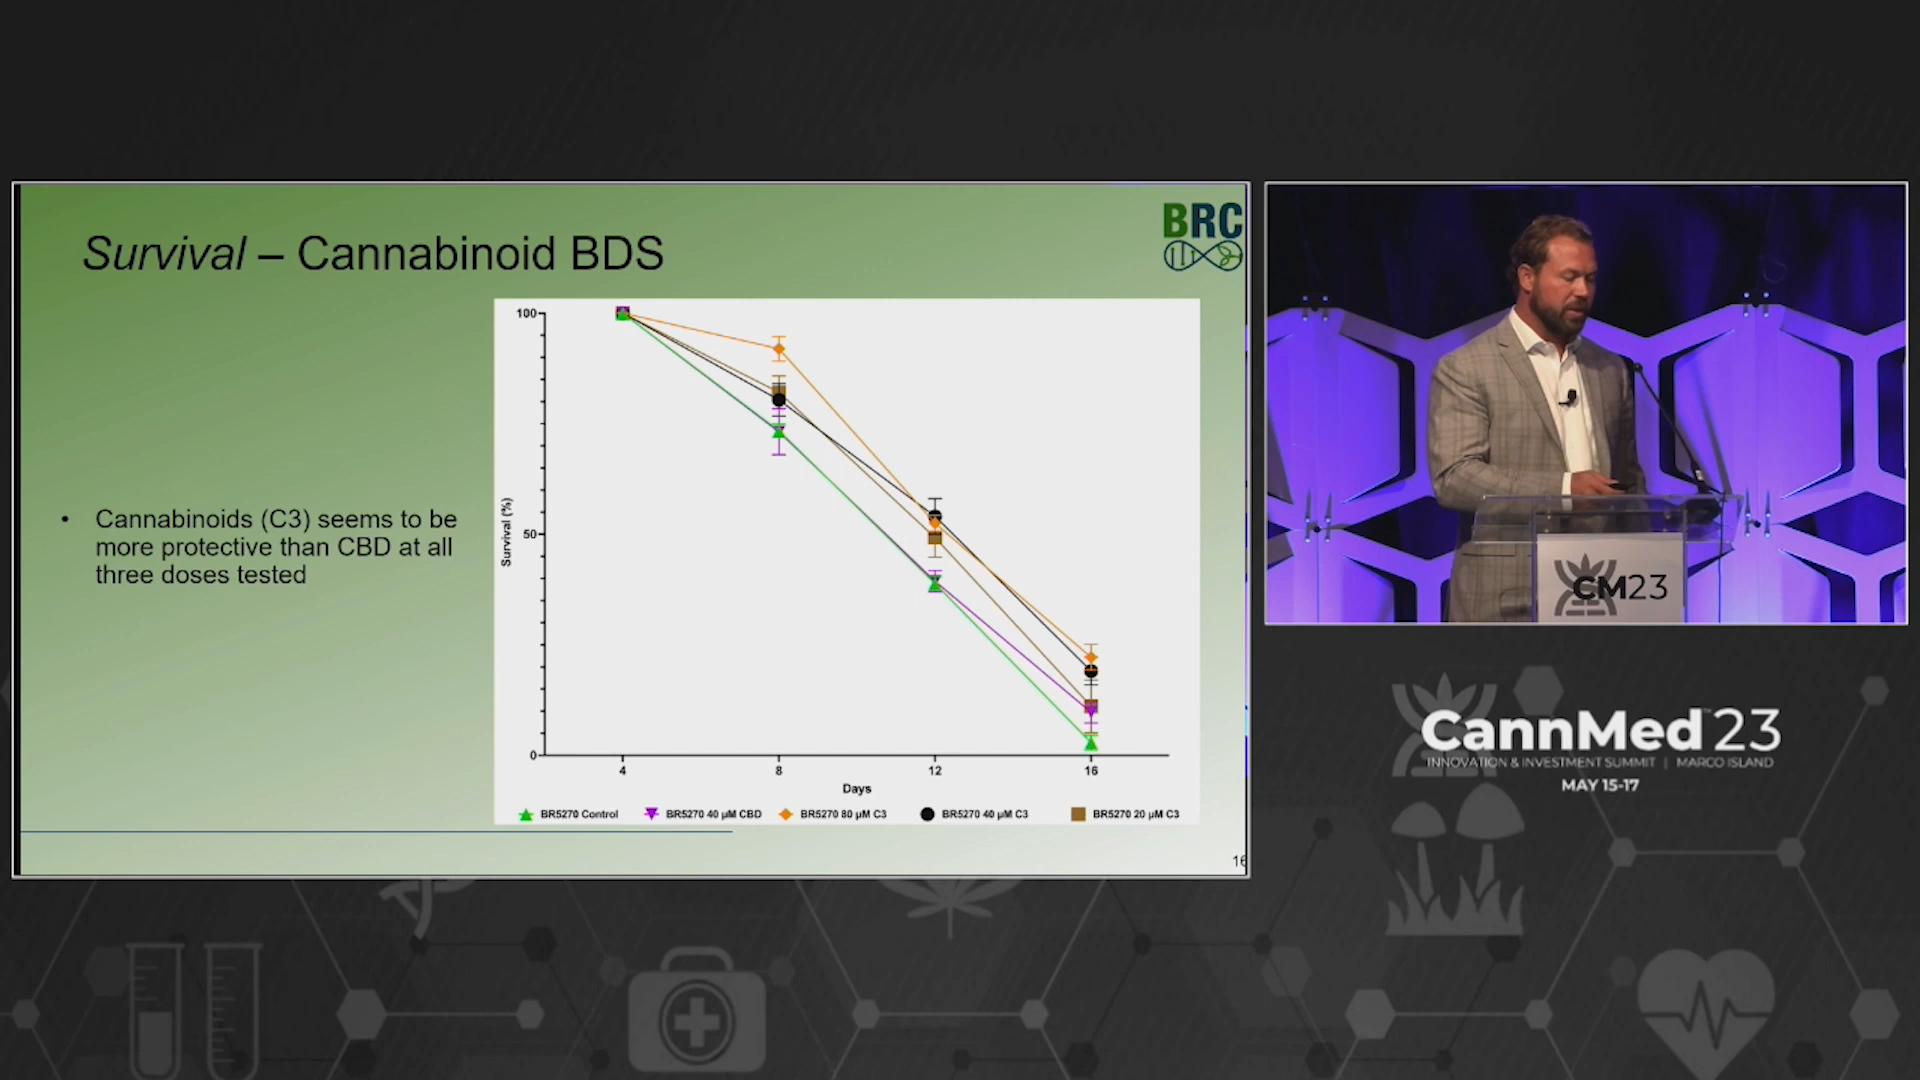 Survival – Cannabinoid BDS
BRC
• Cannabinoids (C3) seems to be
more protective than CBD at all
three doses tested
100
50
0
Survival (%)
4 8 12 16
Days
BR5270 Control BR5270 40 µM CBD BR5270 80 µM C3 BR5270 40 µM C3 BR5270 20 µM C3
16
CM23
CannMed 23
INNOVATION & INVESTMENT SUMMIT | MARCO ISLAND
MAY 15-17